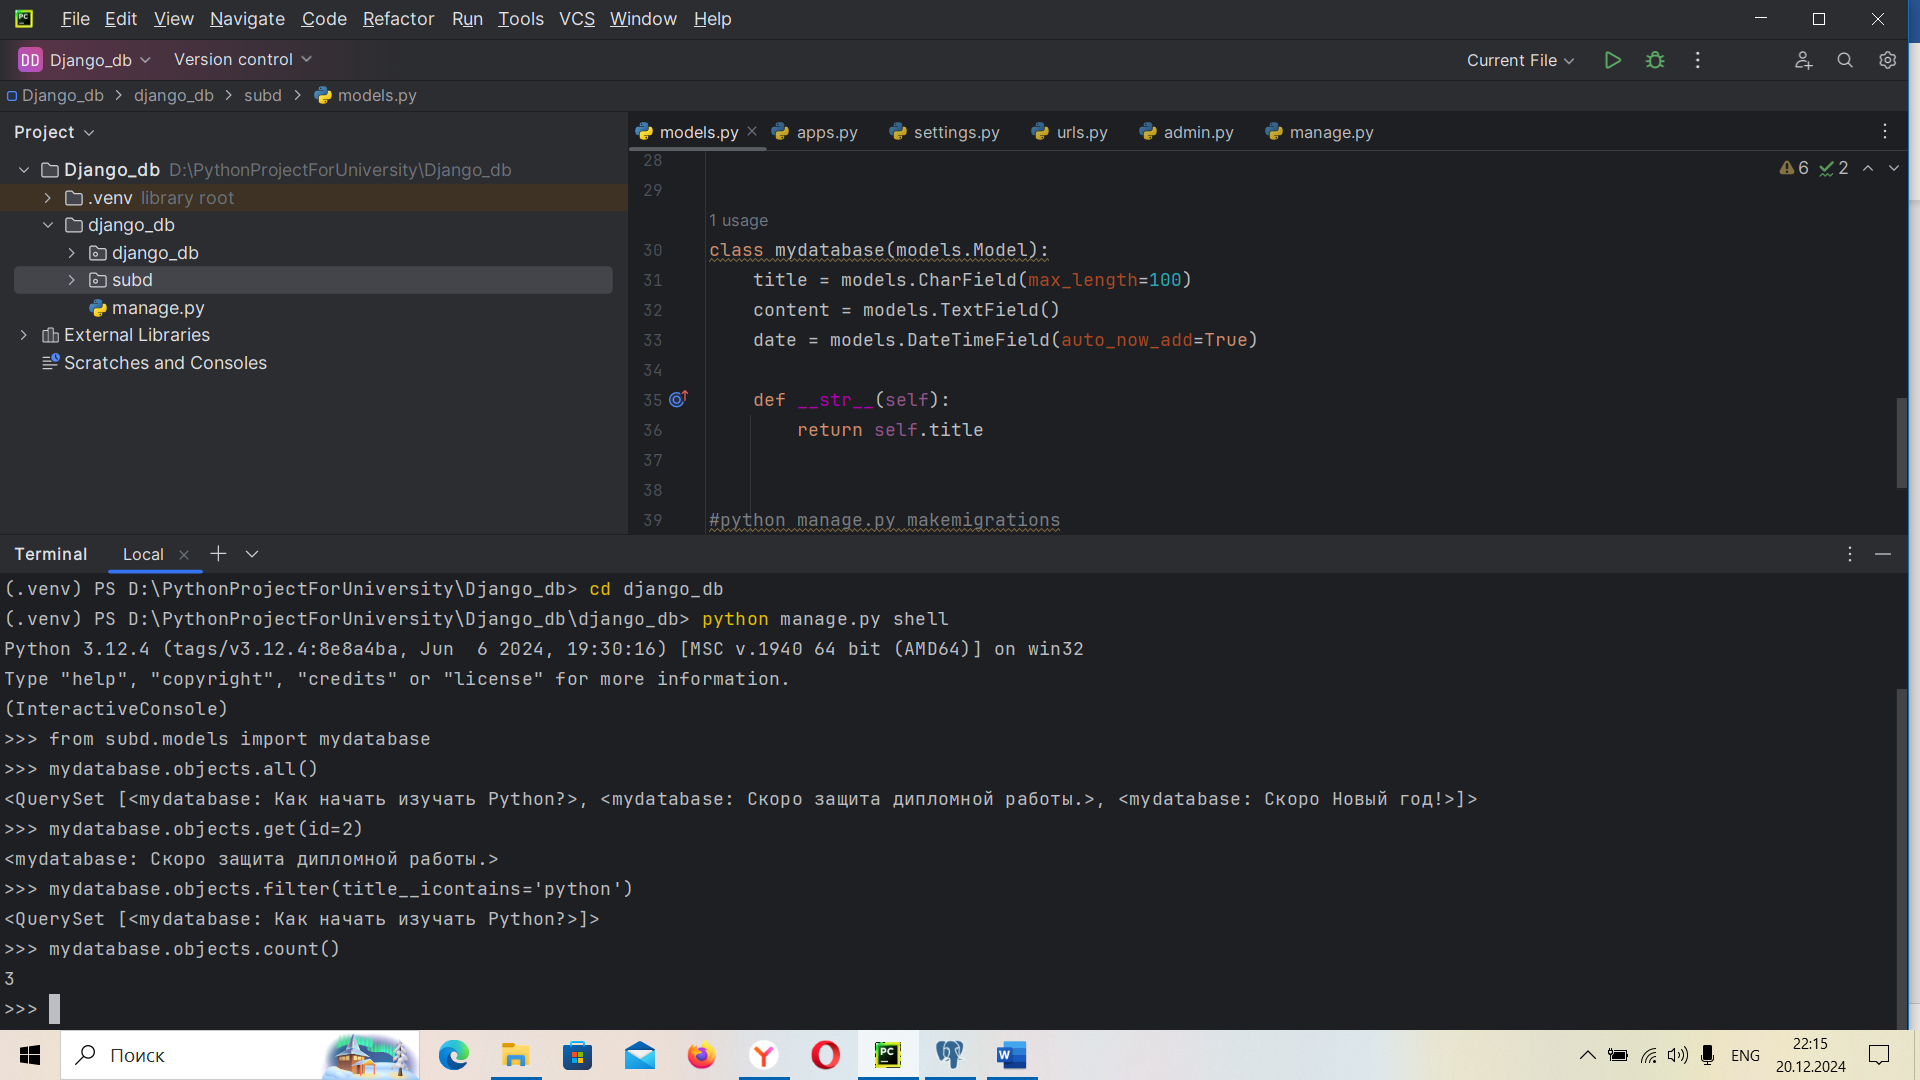 PC File Edit View Navigate Code Refactor Run Tools VCS Window Help
DD Django_db Version control Current File
Django_db > django_db > subd > models.py
Project
Django_db D:\PythonProjectForUniversity\Django_db
.venv library root
django_db
django_db
subd
manage.py
External Libraries
Scratches and Consoles
models.py apps.py settings.py urls.py admin.py manage.py
6 2
28
29
1 usage
30 class mydatabase(models.Model):
31 title = models.CharField(max_length=100)
32 content = models.TextField()
33 date = models.DateTimeField(auto_now_add=True)
34
35 def __str__(self):
36 return self.title
37
38
39 #python manage.py makemigrations
Terminal Local
(.venv) PS D:\PythonProjectForUniversity\Django_db> cd django_db
(.venv) PS D:\PythonProjectForUniversity\Django_db\django_db> python manage.py shell
Python 3.12.4 (tags/v3.12.4:8e8a4ba, Jun  6 2024, 19:30:16) [MSC v.1940 64 bit (AMD64)] on win32
Type "help", "copyright", "credits" or "license" for more information.
(InteractiveConsole)
>>> from subd.models import mydatabase
>>> mydatabase.objects.all()
<QuerySet [<mydatabase: Как начать изучать Python?>, <mydatabase: Скоро защита дипломной работы.>, <mydatabase: Скоро Новый год!>]>
>>> mydatabase.objects.get(id=2)
<mydatabase: Скоро защита дипломной работы.>
>>> mydatabase.objects.filter(title__icontains='python')
<QuerySet [<mydatabase: Как начать изучать Python?>]>
>>> mydatabase.objects.count()
3
>>>
Поиск
PC
W
ENG
22:15
20.12.2024